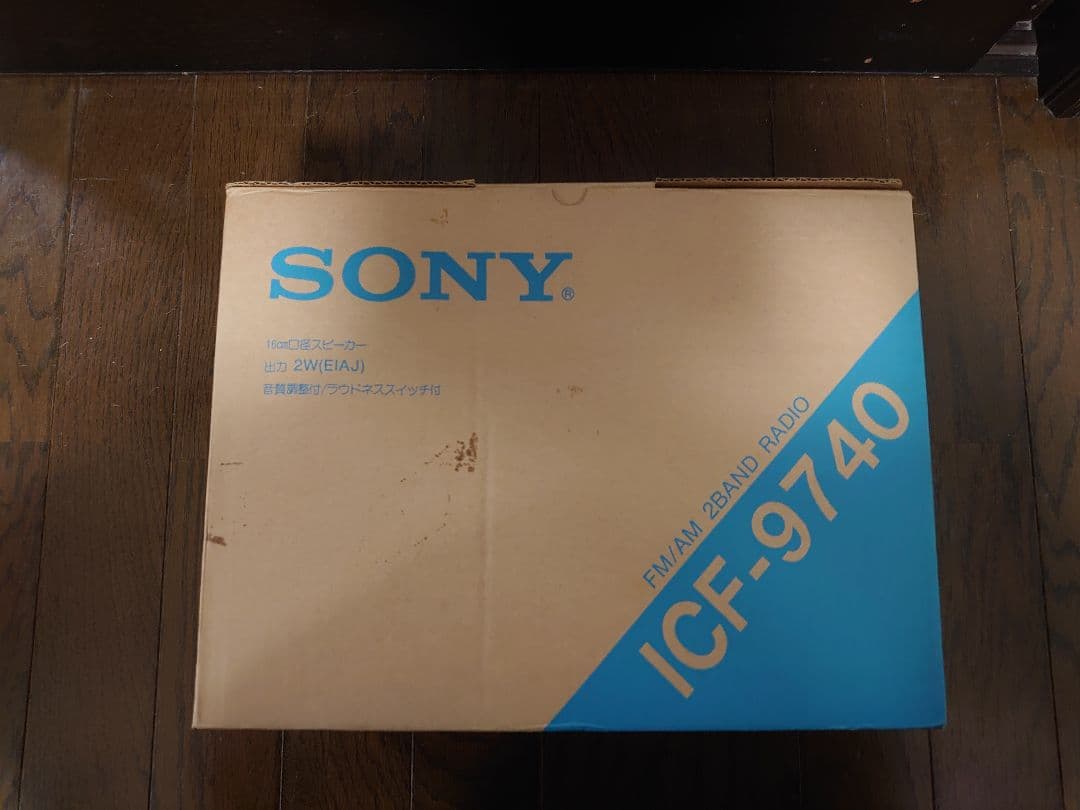 SONY®
16cm口径スピーカー
出力 2W(EIAJ)
音質調整付/ラウドネススイッチ付
FM/AM 2BAND RADIO
ICF-9740